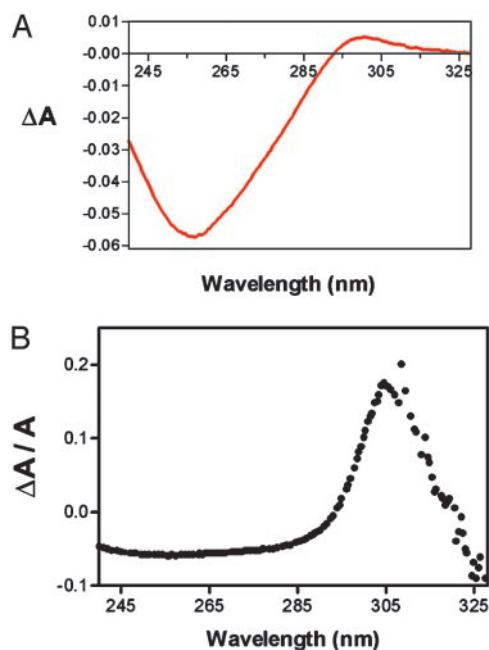 A
0.01
-0.00
-0.01
-0.02
-0.03
-0.04
-0.05
-0.06
ΔA
245 265 285 305 325
Wavelength (nm)
B
0.2
0.1
0.0
-0.1
ΔA / A
245 265 285 305 325
Wavelength (nm)